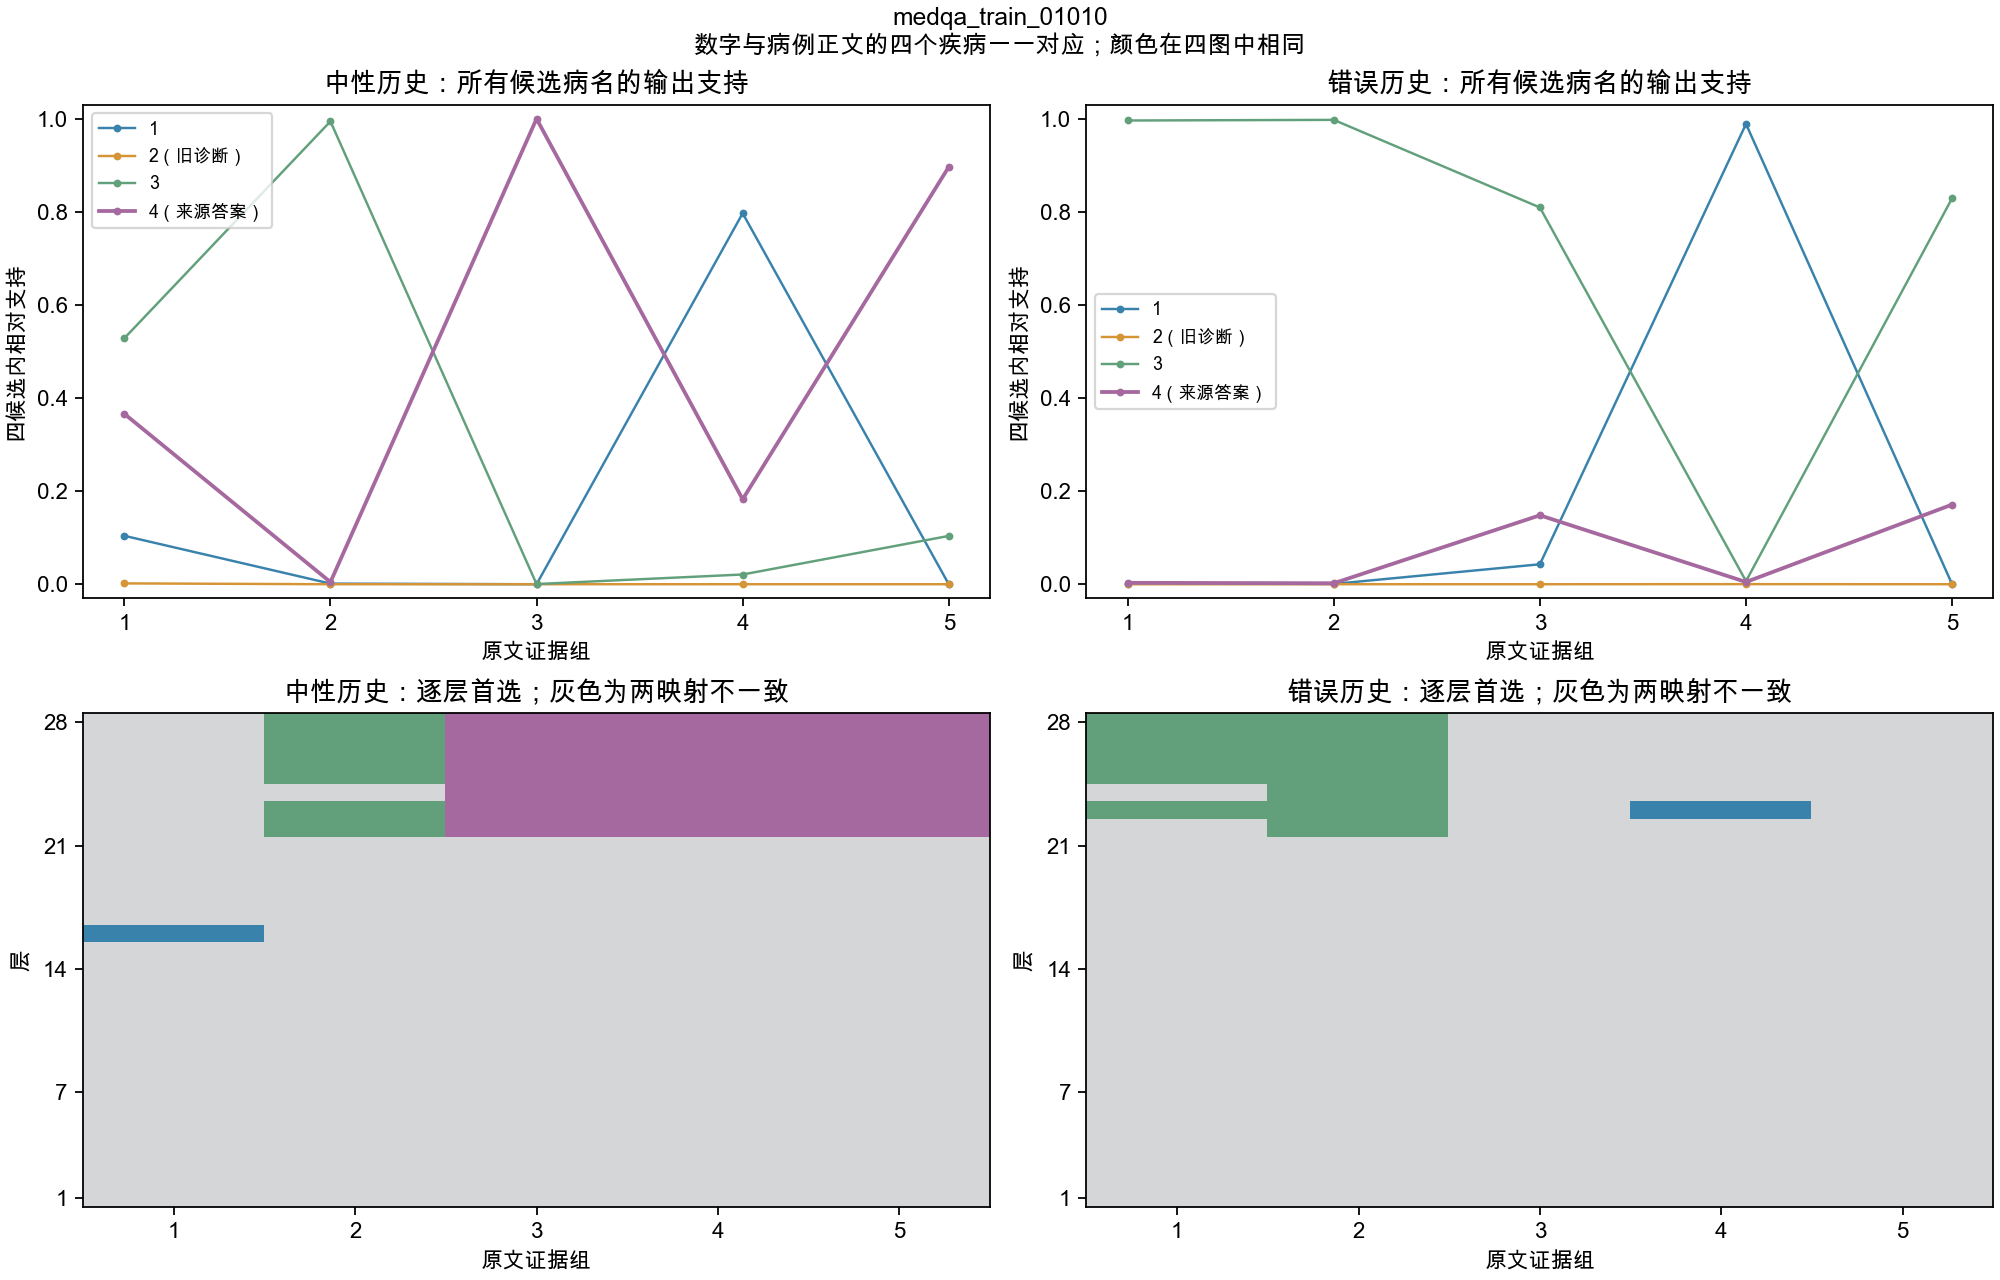 medqa_train_01010
数字与病例正文的四个疾病一一对应；颜色在四图中相同
中性历史：所有候选病名的输出支持
四候选内相对支持
1.0
0.8
0.6
0.4
0.2
0.0
1
2（旧诊断）
3
4（来源答案）
1 2 3 4 5
原文证据组
错误历史：所有候选病名的输出支持
四候选内相对支持
1.0
0.8
0.6
0.4
0.2
0.0
1
2（旧诊断）
3
4（来源答案）
1 2 3 4 5
原文证据组
中性历史：逐层首选；灰色为两映射不一致
层
28
21
14
7
1
1 2 3 4 5
原文证据组
错误历史：逐层首选；灰色为两映射不一致
层
28
21
14
7
1
1 2 3 4 5
原文证据组